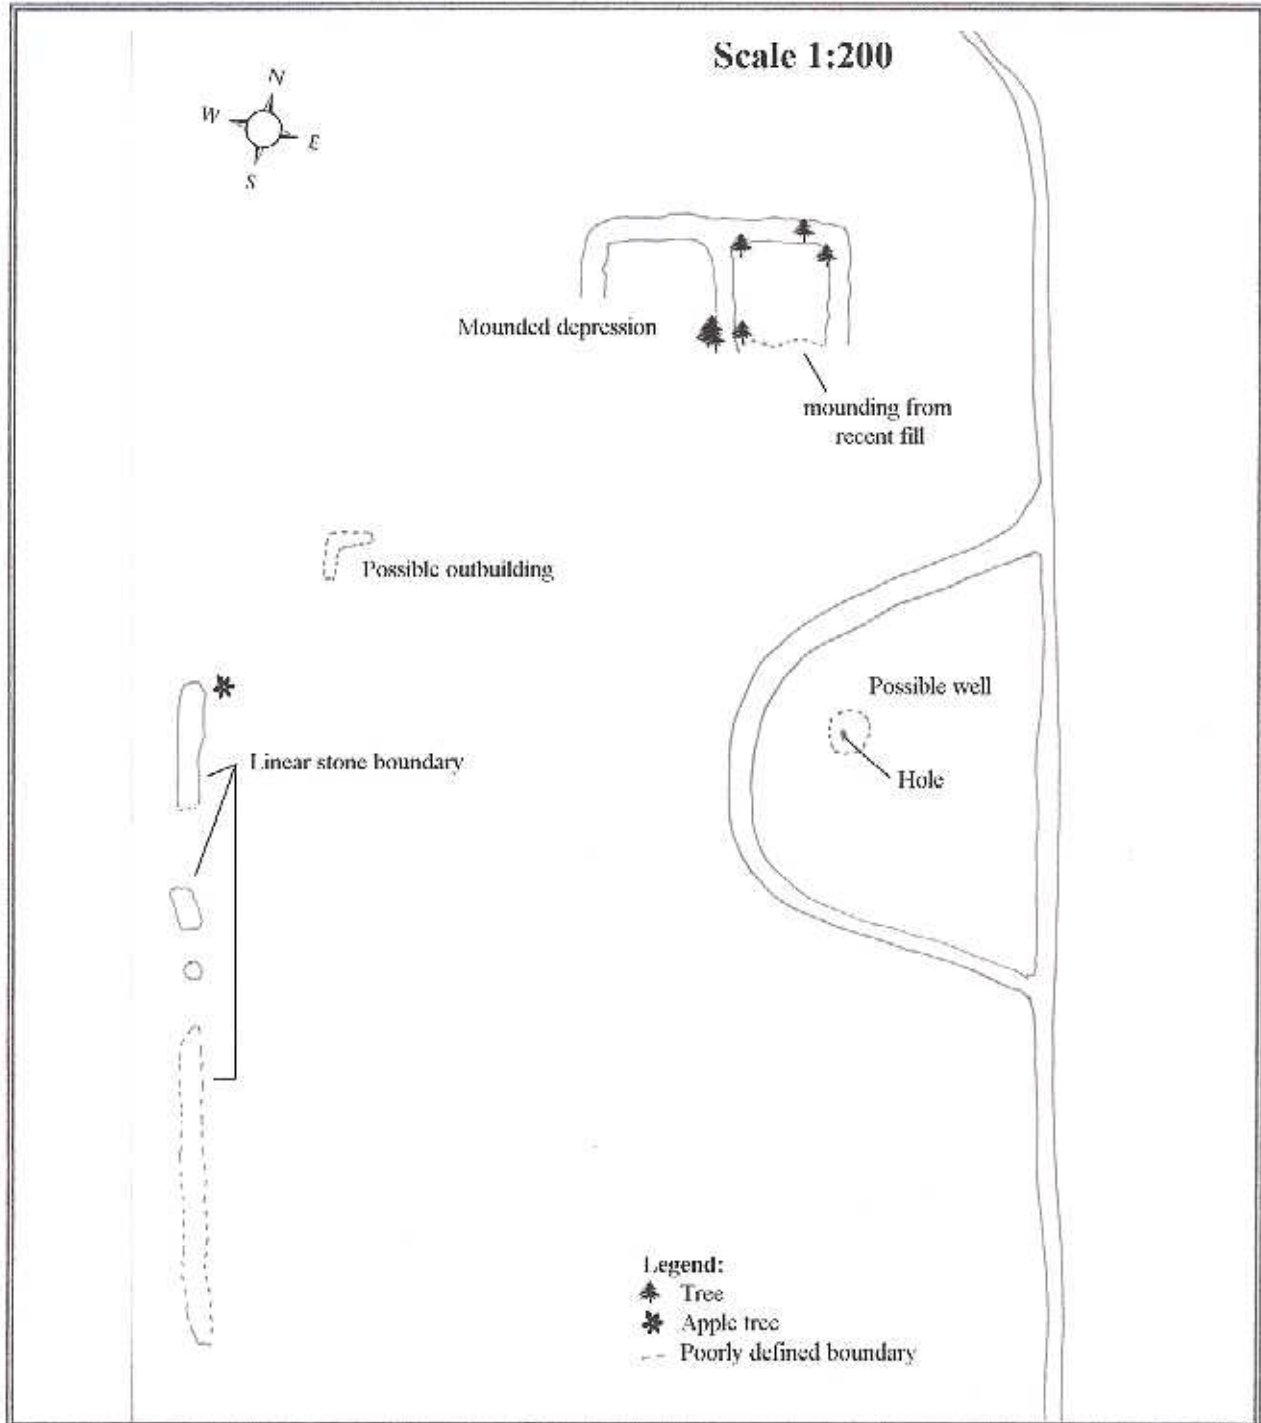 Scale 1:200
N
W
E
S
Mounded depression
mounding from
recent fill
Possible outbuilding
Possible well
Linear stone boundary
Hole
Legend:
Tree
Apple tree
Poorly defined boundary